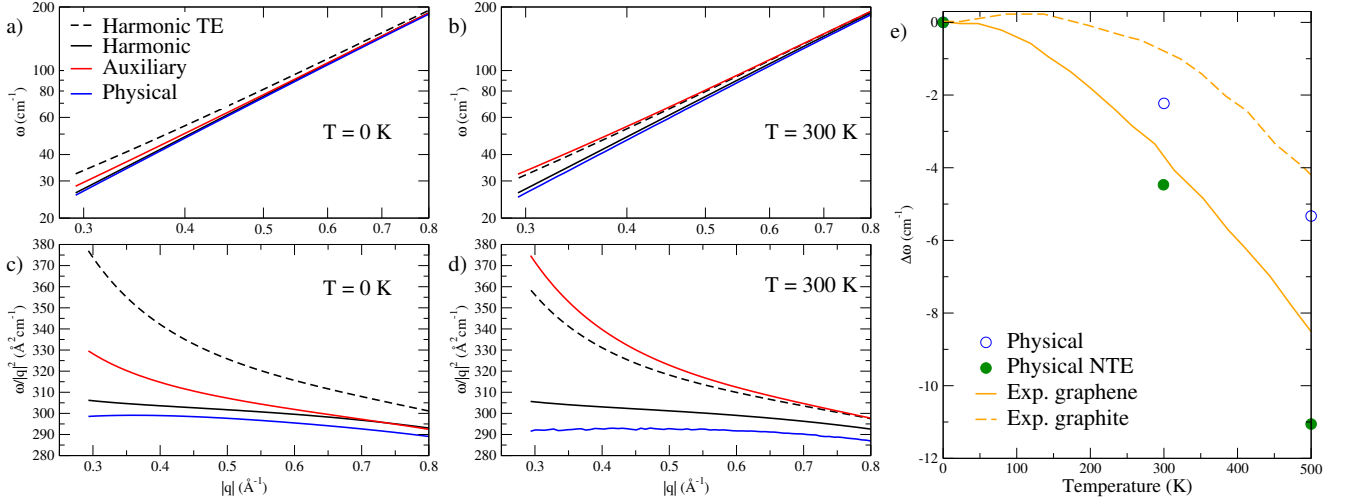 a)
200
100
80
60
40
30
20
ω (cm⁻¹)
Harmonic TE
Harmonic
Auxiliary
Physical
T = 0 K
0.3 0.4 0.5 0.6 0.7 0.8
b)
200
100
80
60
40
30
20
ω (cm⁻¹)
T = 300 K
0.3 0.4 0.5 0.6 0.7 0.8
c)
380
370
360
350
340
330
320
310
300
290
280
ω/|q|² (Å²cm⁻¹)
T = 0 K
0.3 0.4 0.5 0.6 0.7 0.8
|q| (Å⁻¹)
d)
380
370
360
350
340
330
320
310
300
290
280
ω/|q|² (Å²cm⁻¹)
T = 300 K
0.3 0.4 0.5 0.6 0.7 0.8
|q| (Å⁻¹)
e)
0
-2
-4
-6
-8
-10
-12
Δω (cm⁻¹)
Physical
Physical NTE
Exp. graphene
Exp. graphite
0 100 200 300 400 500
Temperature (K)